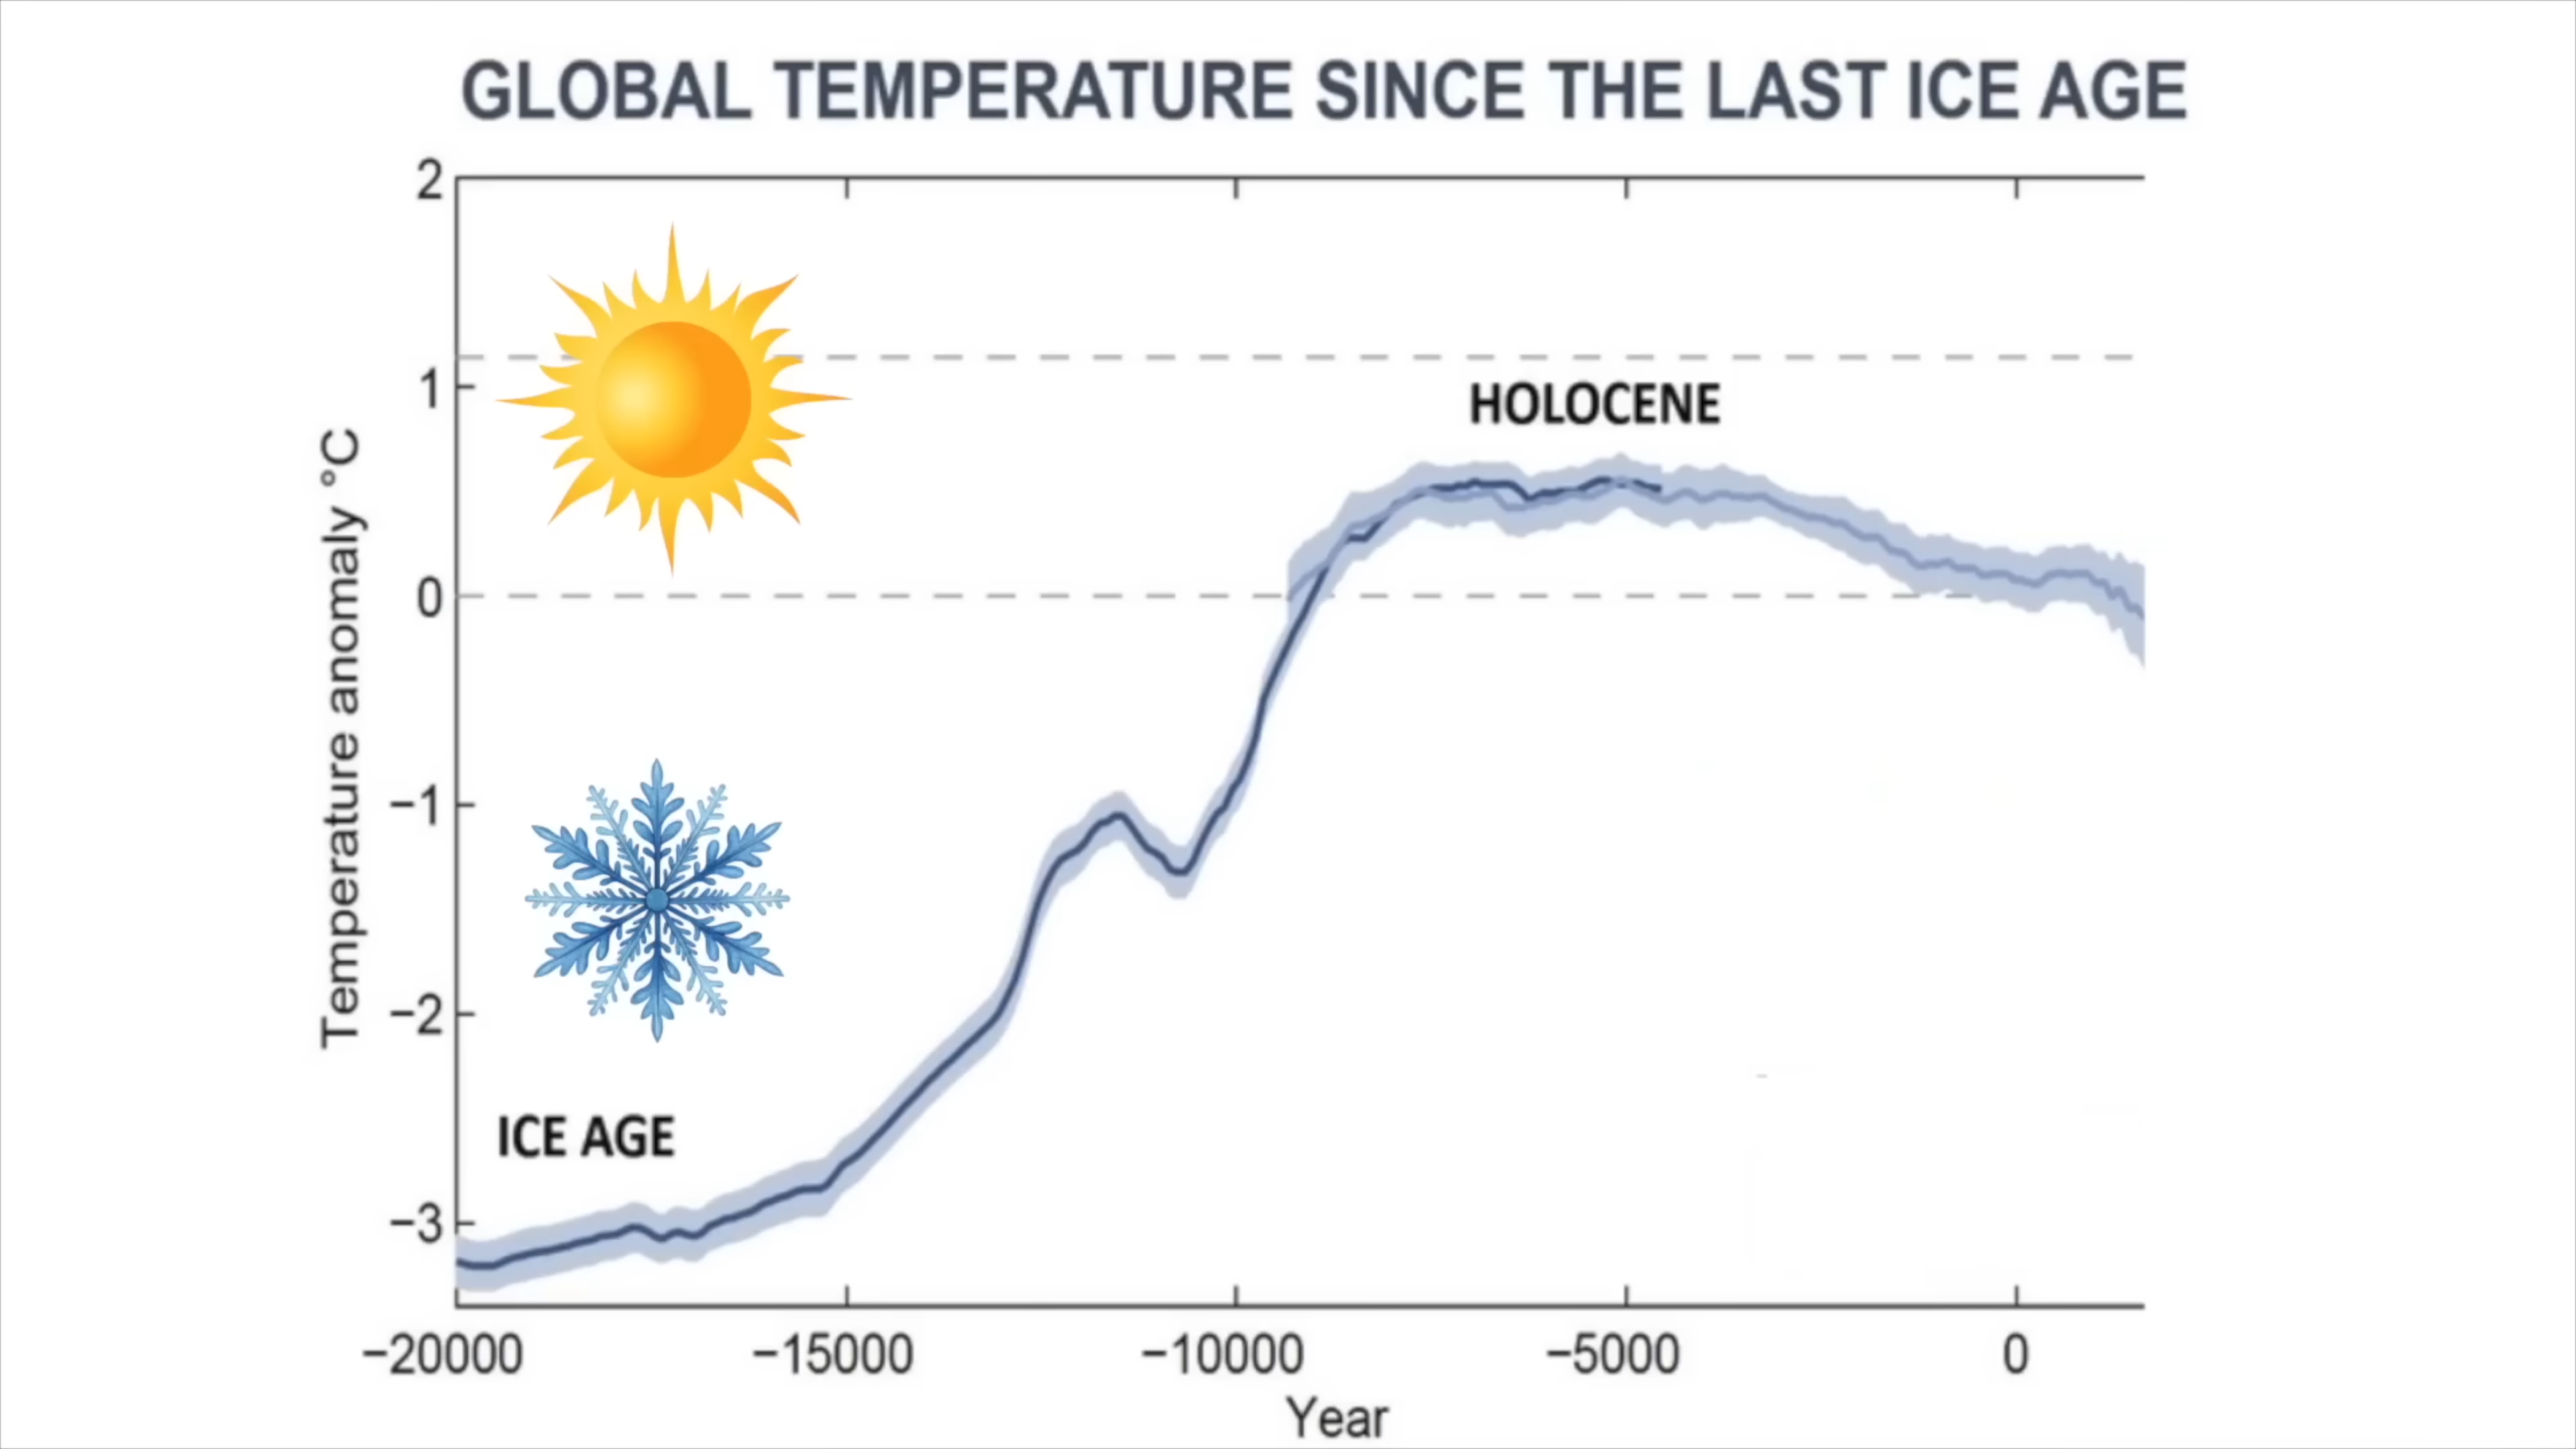 GLOBAL TEMPERATURE SINCE THE LAST ICE AGE
2
1
0
−1
−2
−3
Temperature anomaly °C
HOLOCENE
ICE AGE
−20000 −15000 −10000 −5000 0
Year